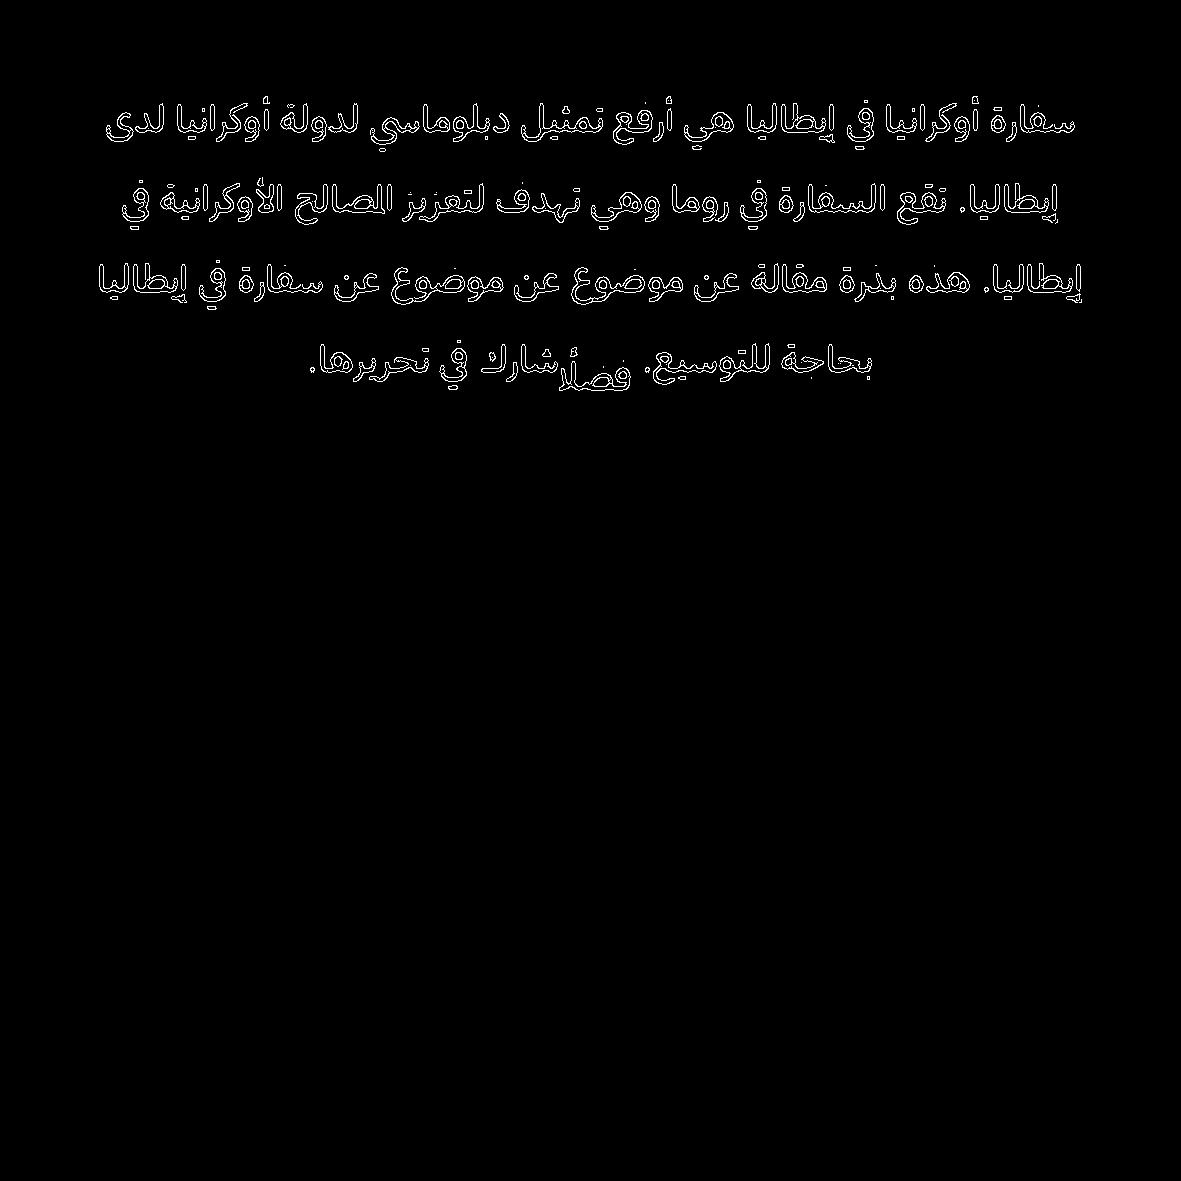 سفارة أوكرانيا في إيطاليا هي أرفع تمثيل دبلوماسي لدولة أوكرانيا لدى
إيطاليا. تقع السفارة في روما وهي تهدف لتعزيز المصالح الأوكرانية في
إيطاليا. هذه بذرة مقالة عن موضوع عن موضوع عن سفارة في إيطاليا
بحاجة للتوسيع. فضلًا شارك في تحريرها.